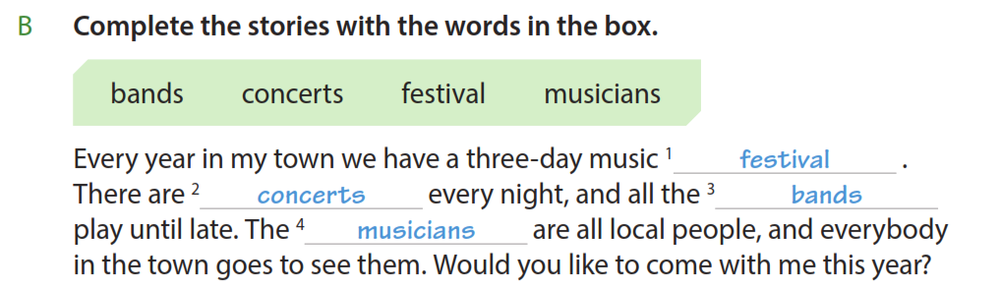 B Complete the stories with the words in the box.
bands concerts festival musicians
Every year in my town we have a three-day music 1 festival .
There are 2 concerts every night, and all the 3 bands
play until late. The 4 musicians are all local people, and everybody
in the town goes to see them. Would you like to come with me this year?